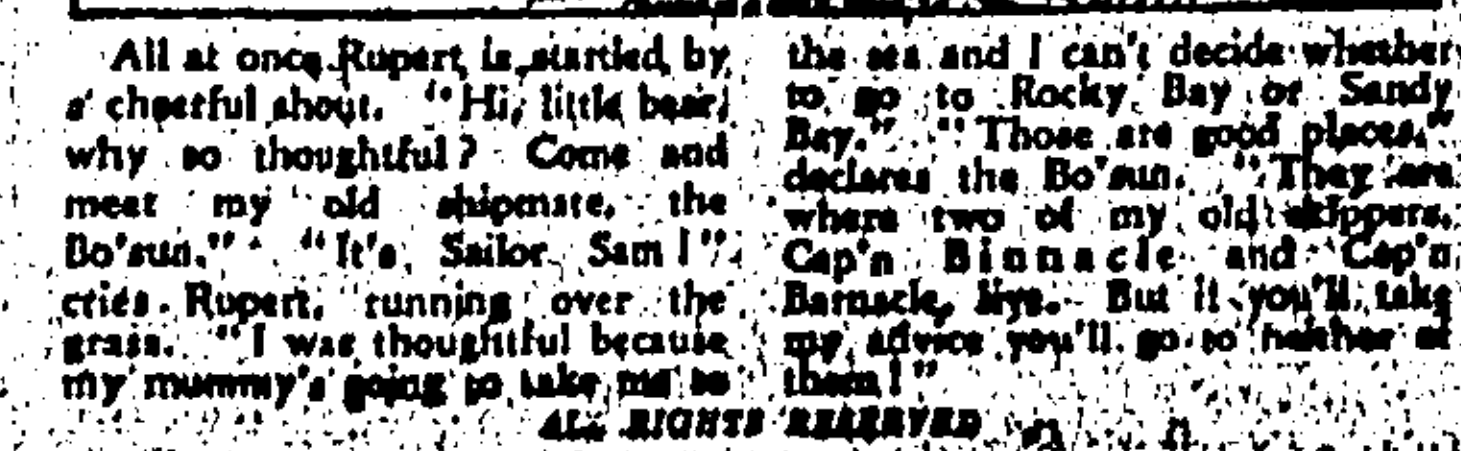 All at once Rupert is startled by
a cheerful shout. "Hi, little bear,
why so thoughtful? Come and
meet my old shipmate, the
Bo'sun." "It's Sailor Sam!"
cries Rupert, running over the
grass. "I was thoughtful because
my mummy's going to take me to
the sea and I can't decide whether
to go to Rocky Bay or Sandy
Bay." "Those are good places,"
declares the Bo'sun. "They are
where two of my old skippers,
Cap'n Binnacle and Cap'n
Barnacle, live. But if you'll take
my advice you'll go to neither of
them!"
ALL RIGHTS RESERVED